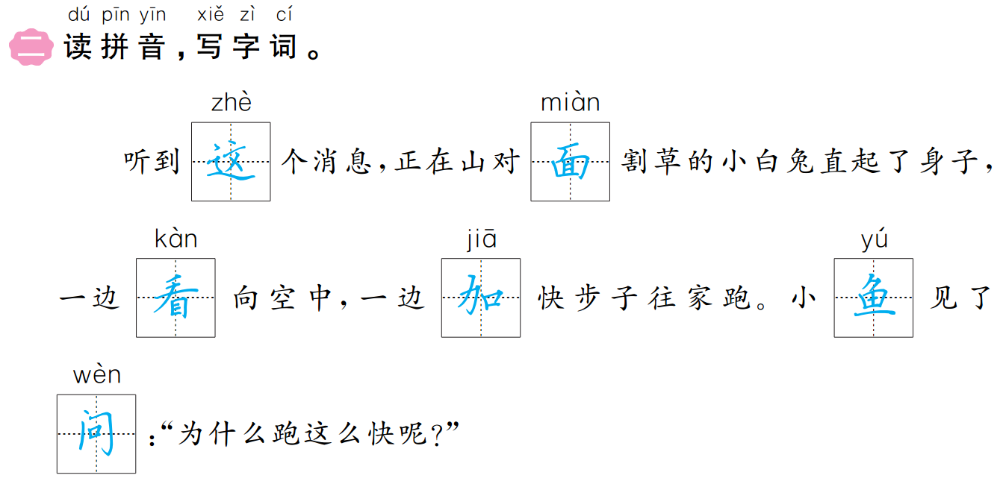 dú pīn yīn xiě zì cí
二 读拼音，写字词。
zhè miàn
听到这个消息，正在山对面割草的小白兔直起了身子，
kàn jiā yú
一边看向空中，一边加快步子往家跑。小鱼见了
wèn
问：“为什么跑这么快呢？”